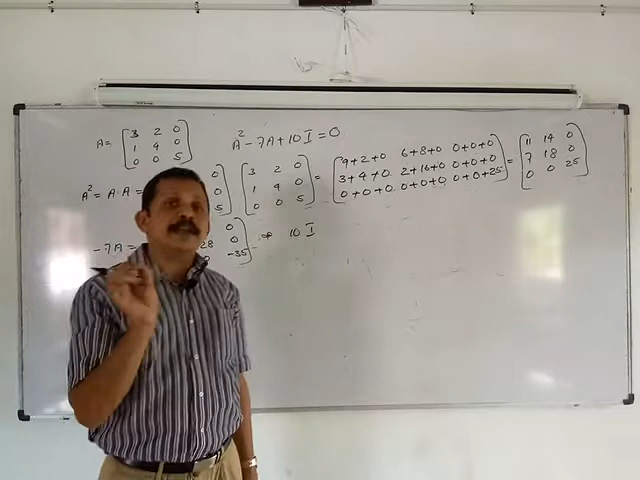 A = [3 2 0
1 4 0
0 0 5]
A² - 7A + 10I = 0
A² = A·A = 0] [3 2 0] = [9+2+0 6+8+0 0+0+0] = [11 14 0]
0] [1 4 0] [3+4+0 2+16+0 0+0+0] [7 18 0]
5] [0 0 5] [0+0+0 0+0+0 0+0+25] [0 0 25]
-7A = 0]
28 0] 10 I
0 -35]